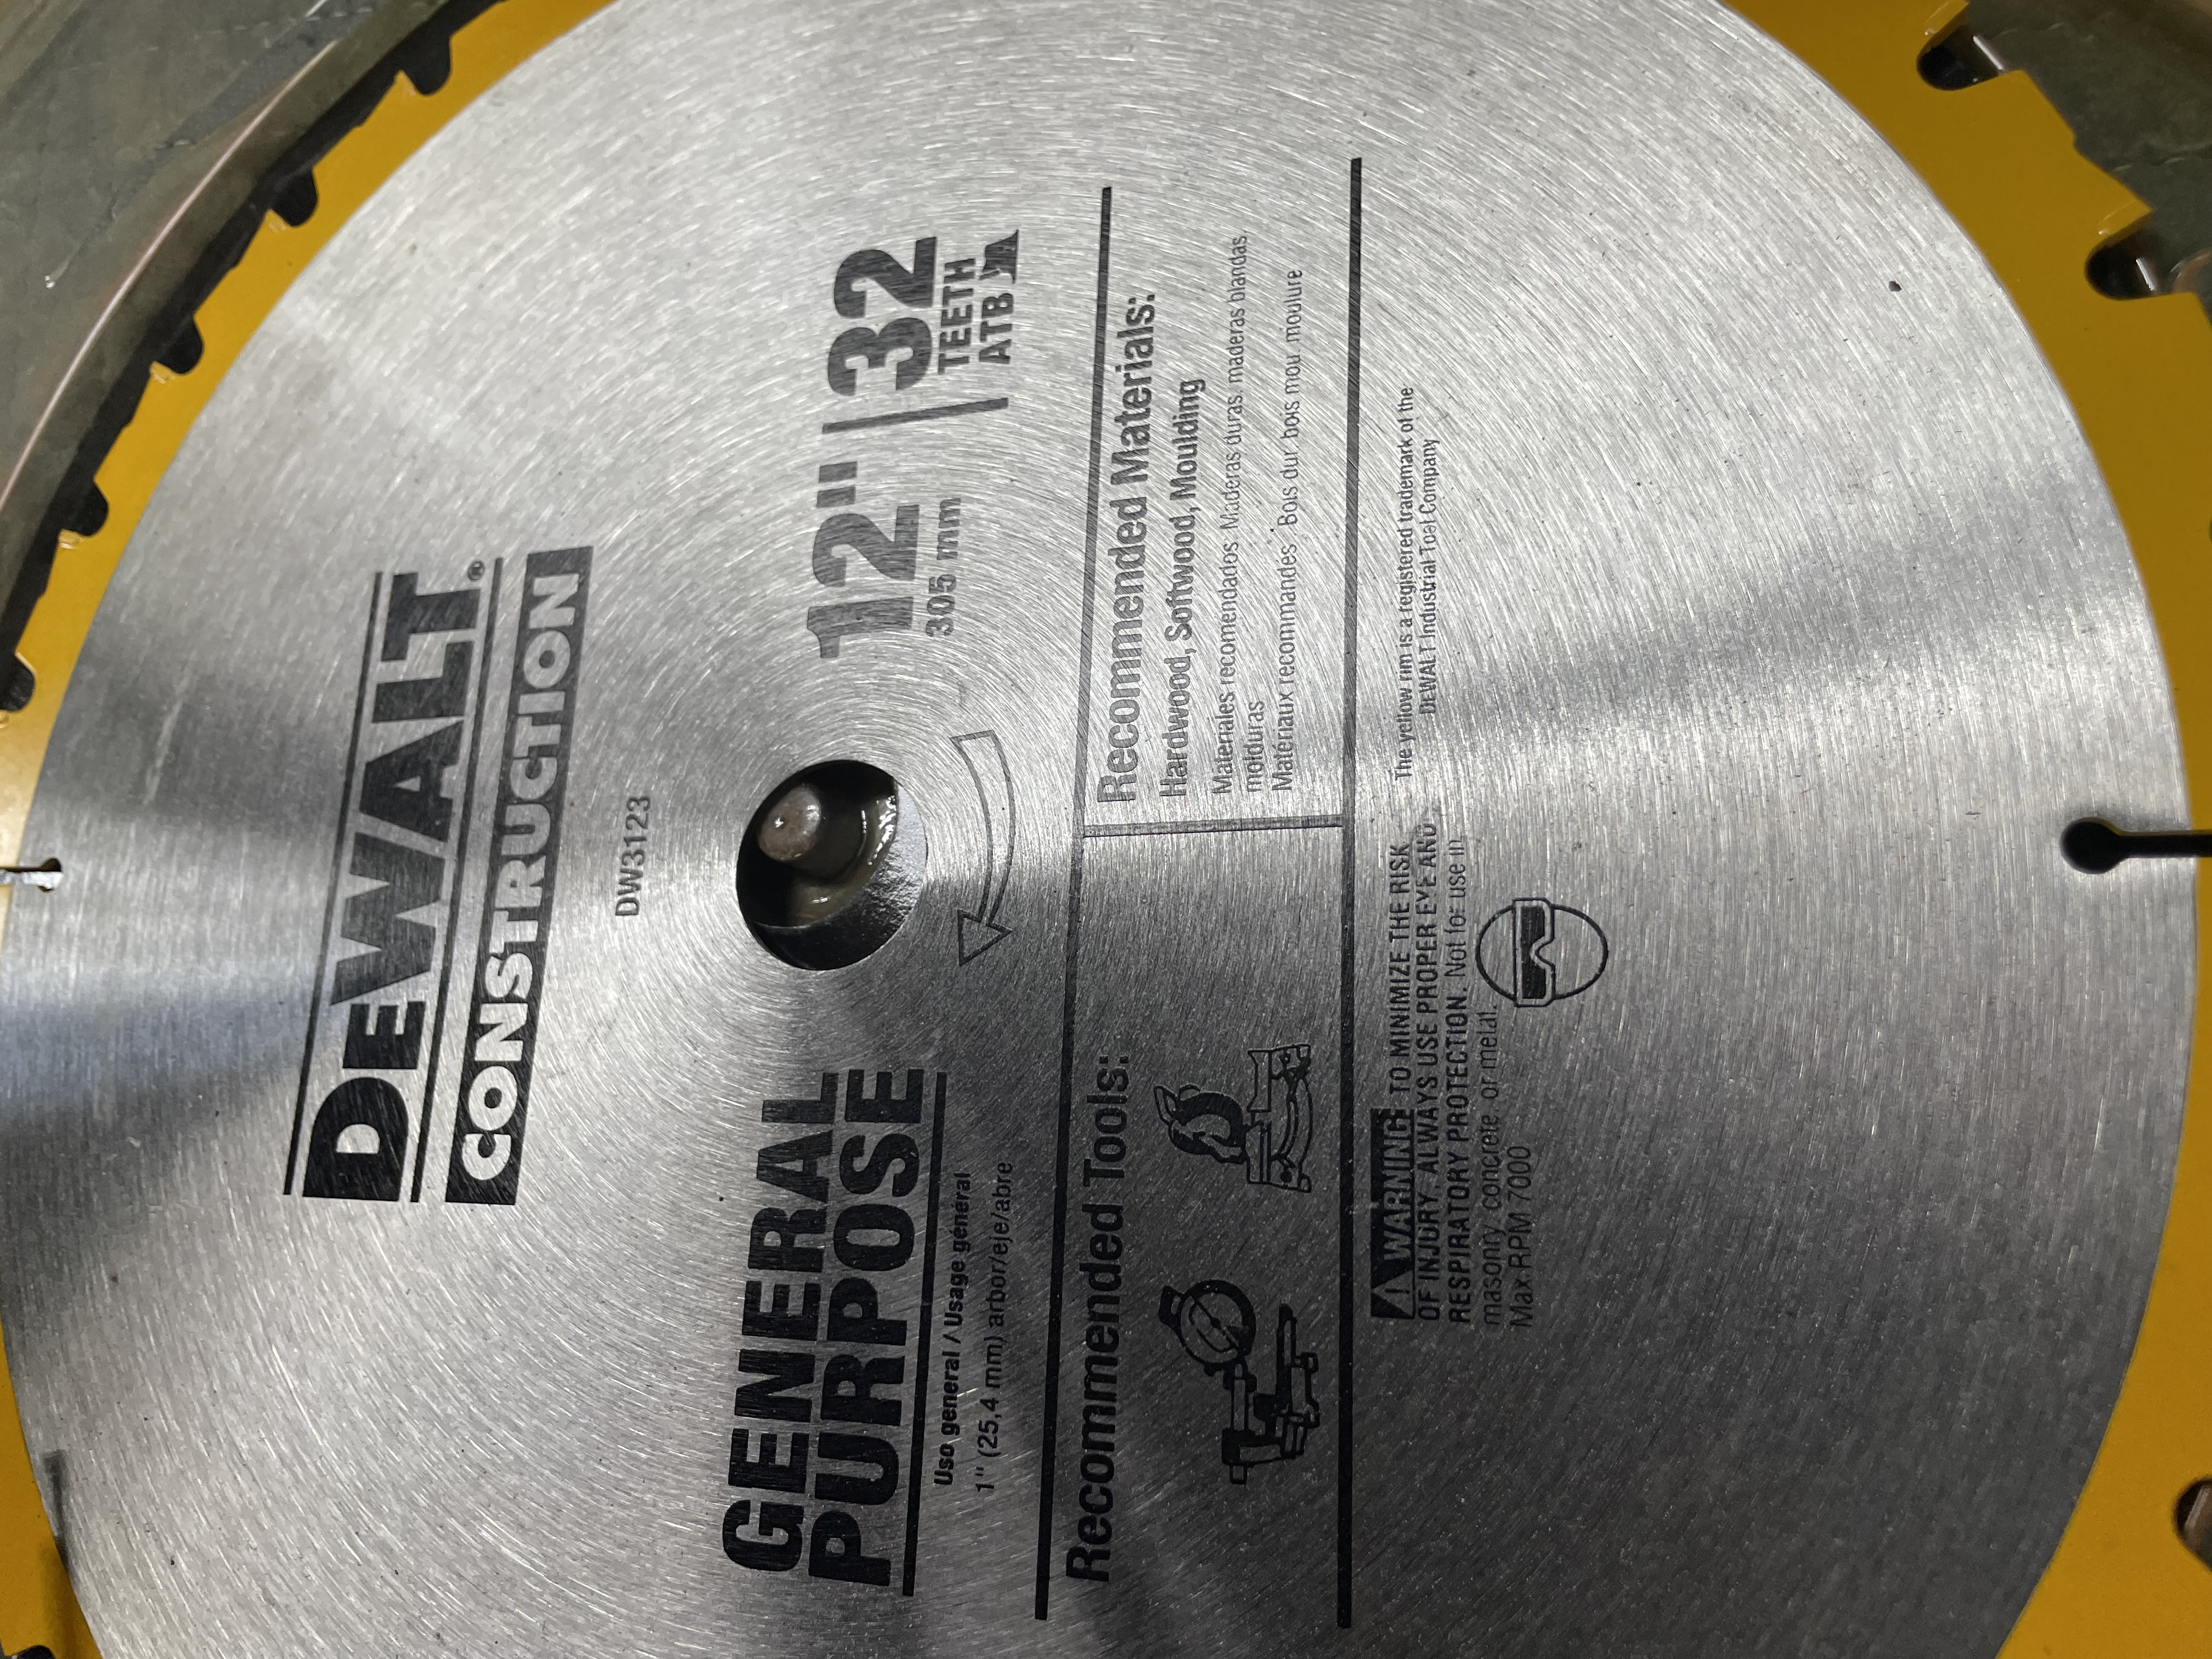 DEWALT®
CONSTRUCTION
DW31123
GENERAL
PURPOSE
Uso general / Usage général
1" (25,4 mm) arbor/eje/abre
12" 32
305 mm
TEETH
ATB
Recommended Tools:
Recommended Materials:
Hardwood, Softwood, Moulding
Materiales recomendados: Maderas duras, maderas blandas,
molduras
Matériaux recommandés: Bois dur bois mou moulure
WARNING TO MINIMIZE THE RISK
OF INJURY, ALWAYS USE PROPER EYE AND
RESPIRATORY PROTECTION. Not for use in
masonry, concrete or metal.
Max RPM 7000
The yellow rim is a registered trademark of the
DEWALT Industrial Tool Company